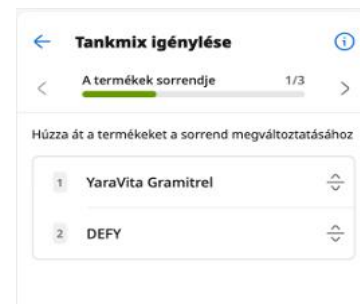 Tankmix igénylése
A termékek sorrendje 1/3
Húzza át a termékeket a sorrend megváltoztatásához
1 YaraVita Gramitrel
2 DEFY